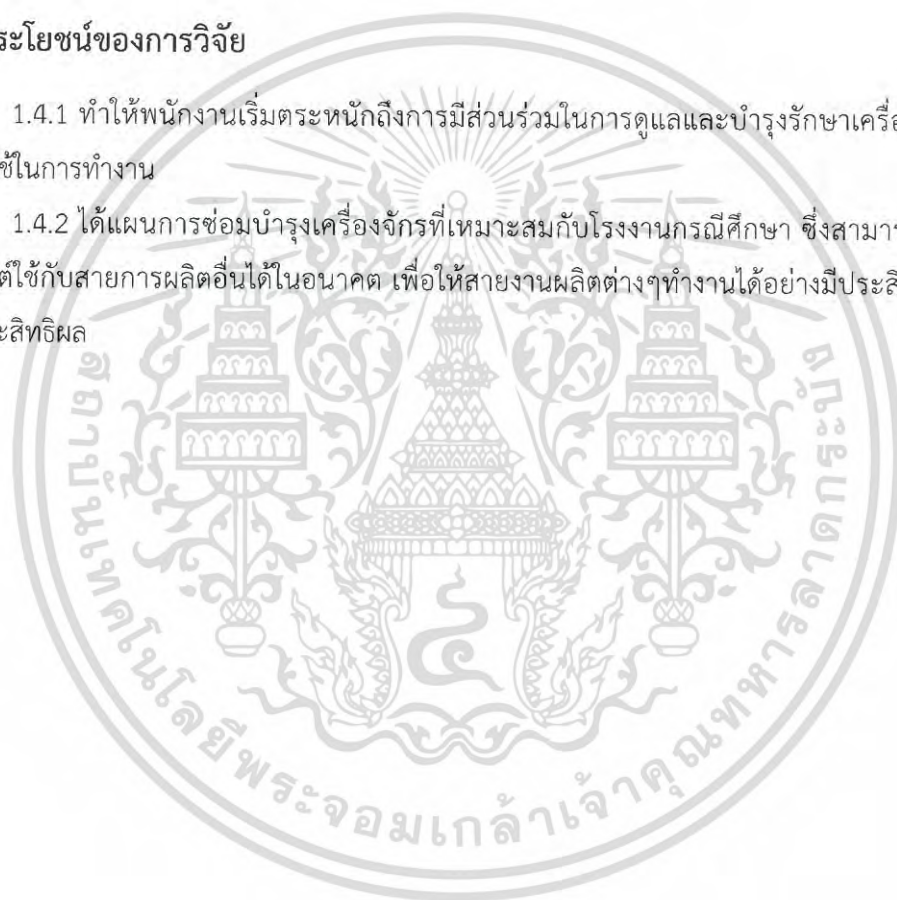 ระโยชน์ของการวิจัย
1.4.1 ทำให้พนักงานเริ่มตระหนักถึงการมีส่วนร่วมในการดูแลและบำรุงรักษาเครื่อ
ช้ในการทำงาน
1.4.2 ได้แผนการซ่อมบำรุงเครื่องจักรที่เหมาะสมกับโรงงานกรณีศึกษา ซึ่งสามาร
ต์ใช้กับสายการผลิตอื่นได้ในอนาคต เพื่อให้สายงานผลิตต่างๆทำงานได้อย่างมีประสิ
ะสิทธิผล
สถาบันเทคโนโลยีพระจอมเกล้าเจ้าคุณทหารลาดกระบัง